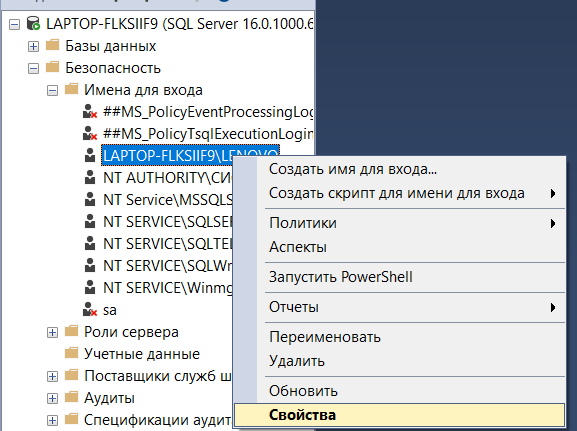 LAPTOP-FLKSIIF9 (SQL Server 16.0.1000.6
Базы данных
Безопасность
Имена для входа
##MS_PolicyEventProcessingLog
##MS_PolicyTsqlExecutionLogin
LAPTOP-FLKSIIF9\LENOVO
NT AUTHORITY\СИ
NT Service\MSSQLS
NT SERVICE\SQLSER
NT SERVICE\SQLTEL
NT SERVICE\SQLWr
NT SERVICE\Winmg
sa
Роли сервера
Учетные данные
Поставщики служб ш
Аудиты
Спецификации аудит
Создать имя для входа...
Создать скрипт для имени для входа
Политики
Аспекты
Запустить PowerShell
Отчеты
Переименовать
Удалить
Обновить
Свойства